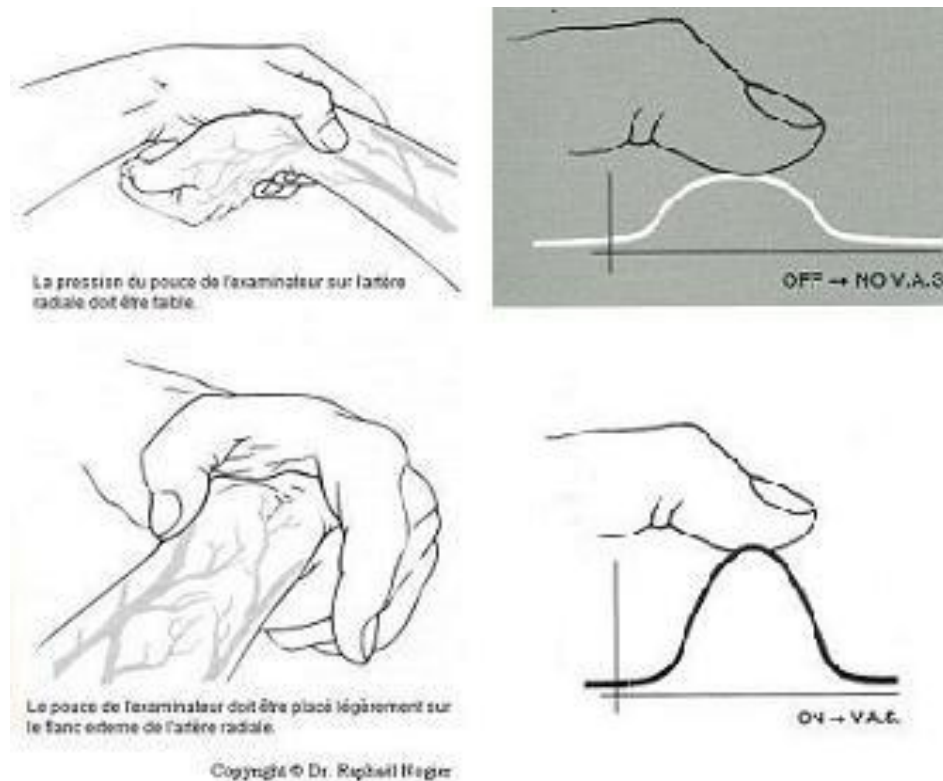 La pression du pouce de l'examinateur sur l'artère
radiale doit être faible.
OFF → NO V.A.S
Le pouce de l'examinateur doit être placé légèrement sur
le flanc externe de l'artère radiale.
ON → V.A.S.
Copyright © Dr. Raphaël Nogier